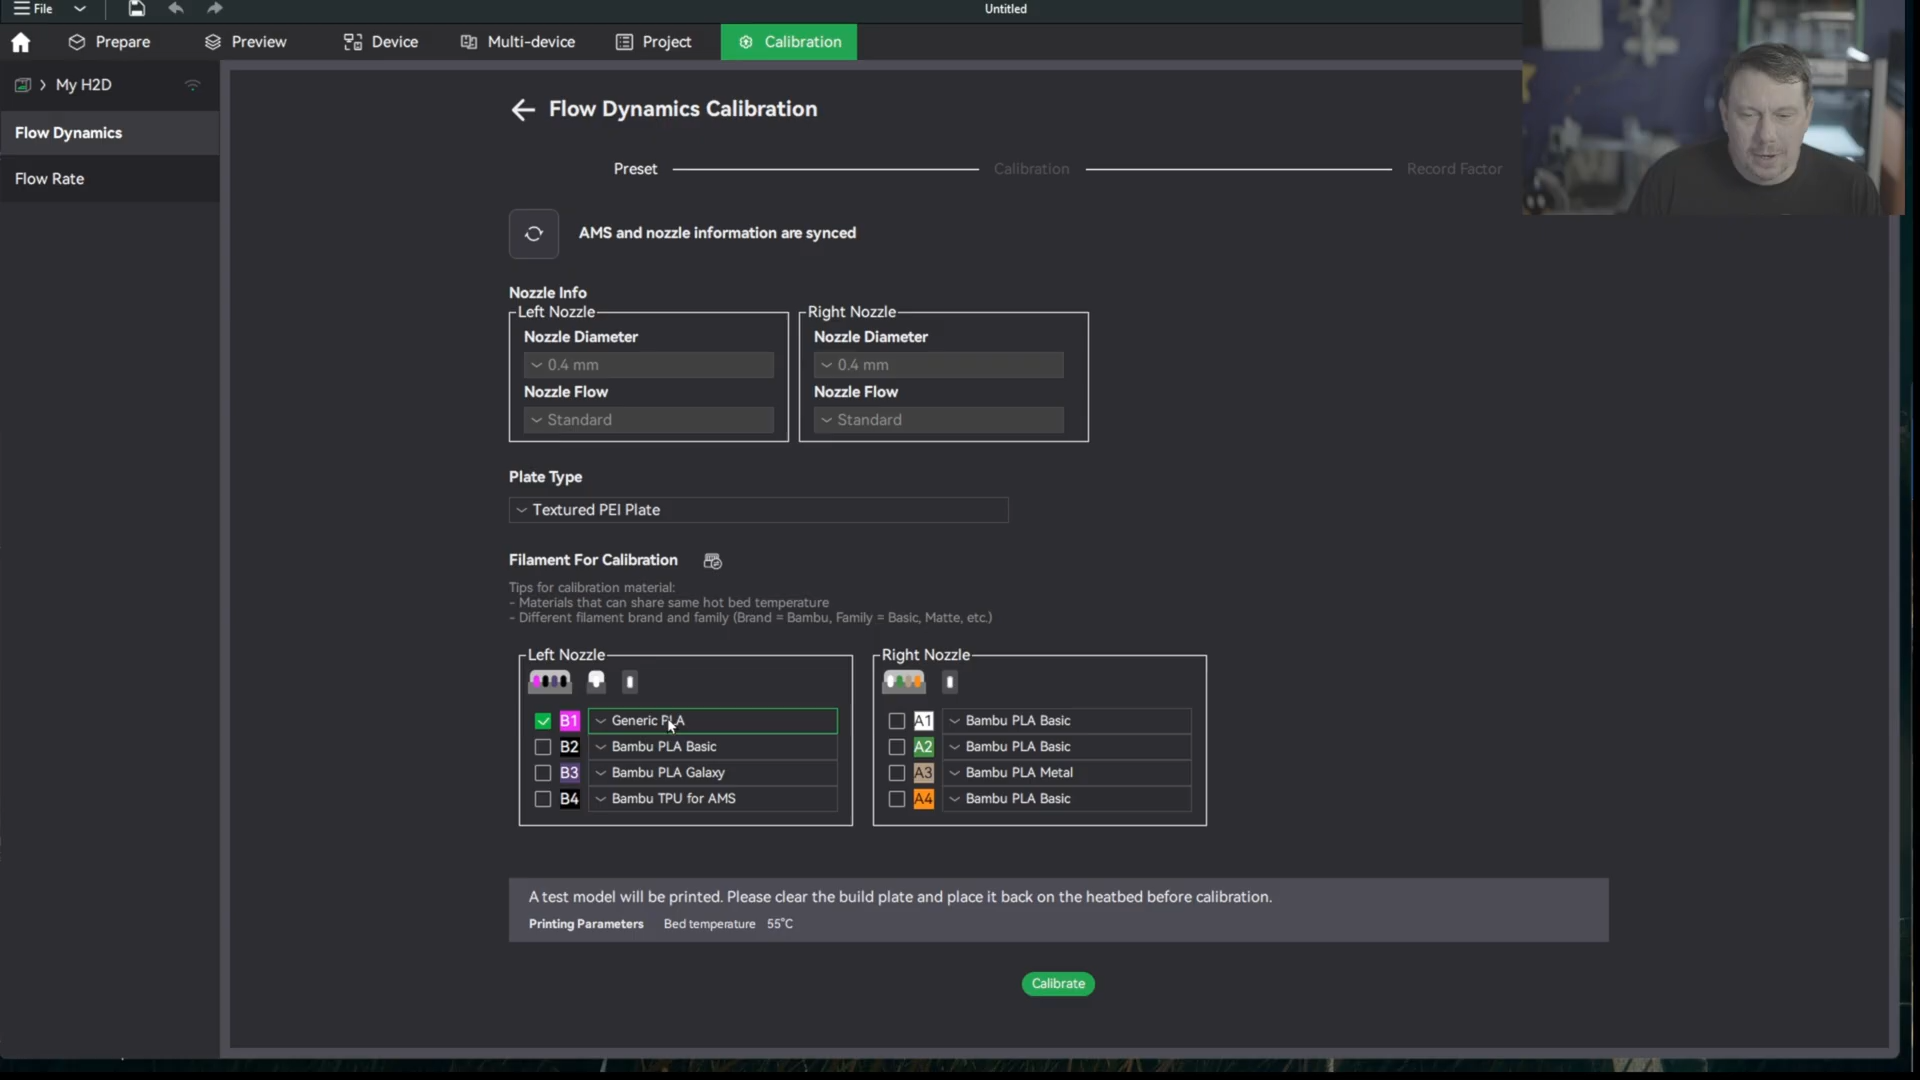 File
Untitled
Prepare
Preview
Device
Multi-device
Project
Calibration
My H2D
Flow Dynamics
Flow Rate
Flow Dynamics Calibration
Preset
Calibration
Record Factor
AMS and nozzle information are synced
Nozzle Info
Left Nozzle
Nozzle Diameter
0.4 mm
Nozzle Flow
Standard
Right Nozzle
Nozzle Diameter
0.4 mm
Nozzle Flow
Standard
Plate Type
Textured PEI Plate
Filament For Calibration
Tips for calibration material:
- Materials that can share same hot bed temperature
- Different filament brand and family (Brand = Bambu, Family = Basic, Matte, etc.)
Left Nozzle
B1 Generic PLA
B2 Bambu PLA Basic
B3 Bambu PLA Galaxy
B4 Bambu TPU for AMS
Right Nozzle
A1 Bambu PLA Basic
A2 Bambu PLA Basic
A3 Bambu PLA Metal
A4 Bambu PLA Basic
A test model will be printed. Please clear the build plate and place it back on the heatbed before calibration.
Printing Parameters Bed temperature 55°C
Calibrate